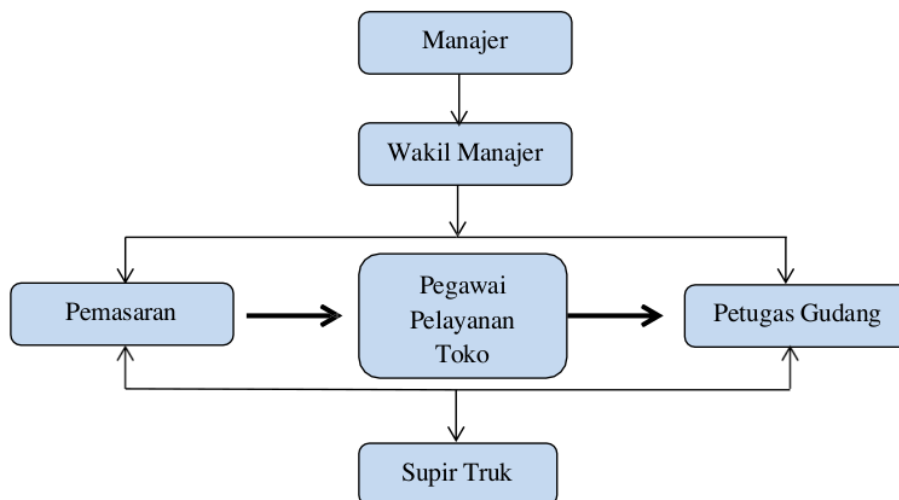 Manajer
Wakil Manajer
Pemasaran
Pegawai
Pelayanan
Toko
Petugas Gudang
Supir Truk